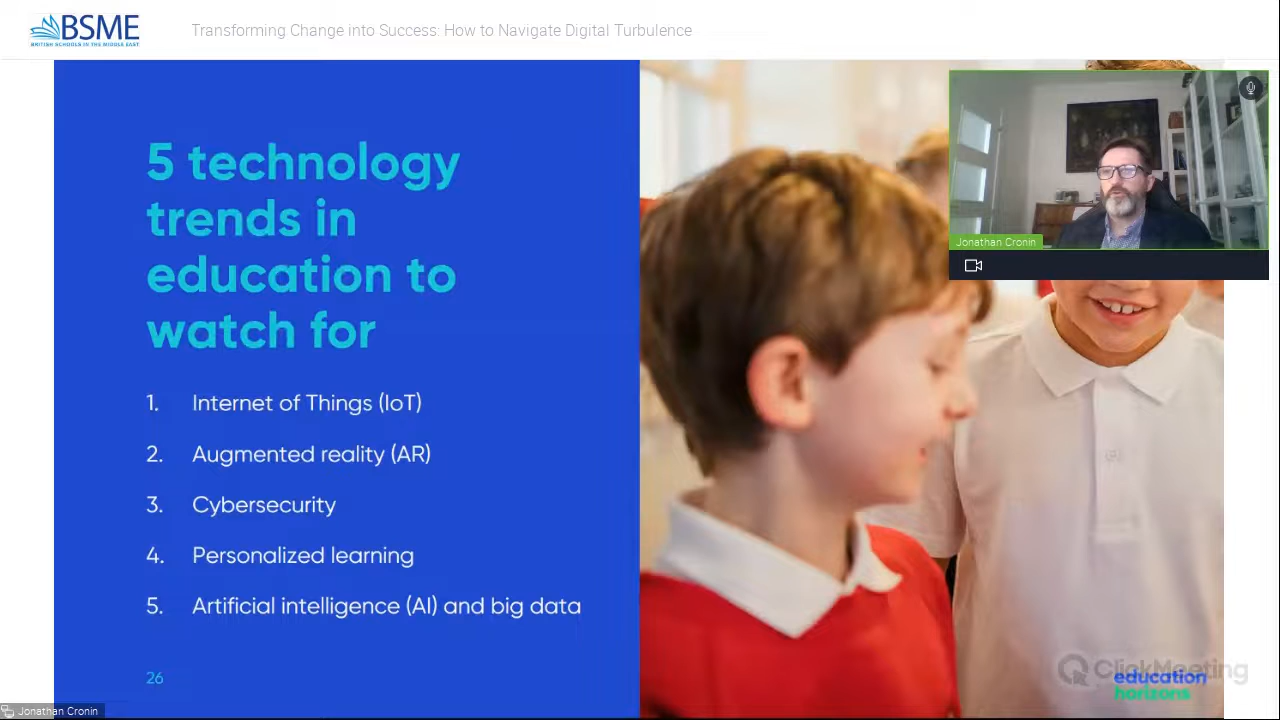 BSME
BRITISH SCHOOLS IN THE MIDDLE EAST
Transforming Change into Success: How to Navigate Digital Turbulence
5 technology
trends in
education to
watch for
1. Internet of Things (IoT)
2. Augmented reality (AR)
3. Cybersecurity
4. Personalized learning
5. Artificial intelligence (AI) and big data
26
Jonathan Cronin
ClickMeeting
education
horizons
Jonathan Cronin